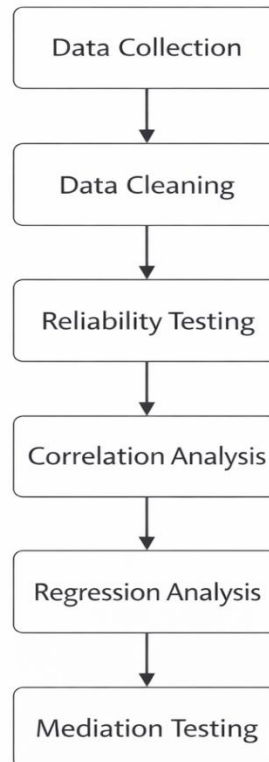 Data Collection
Data Cleaning
Reliability Testing
Correlation Analysis
Regression Analysis
Mediation Testing